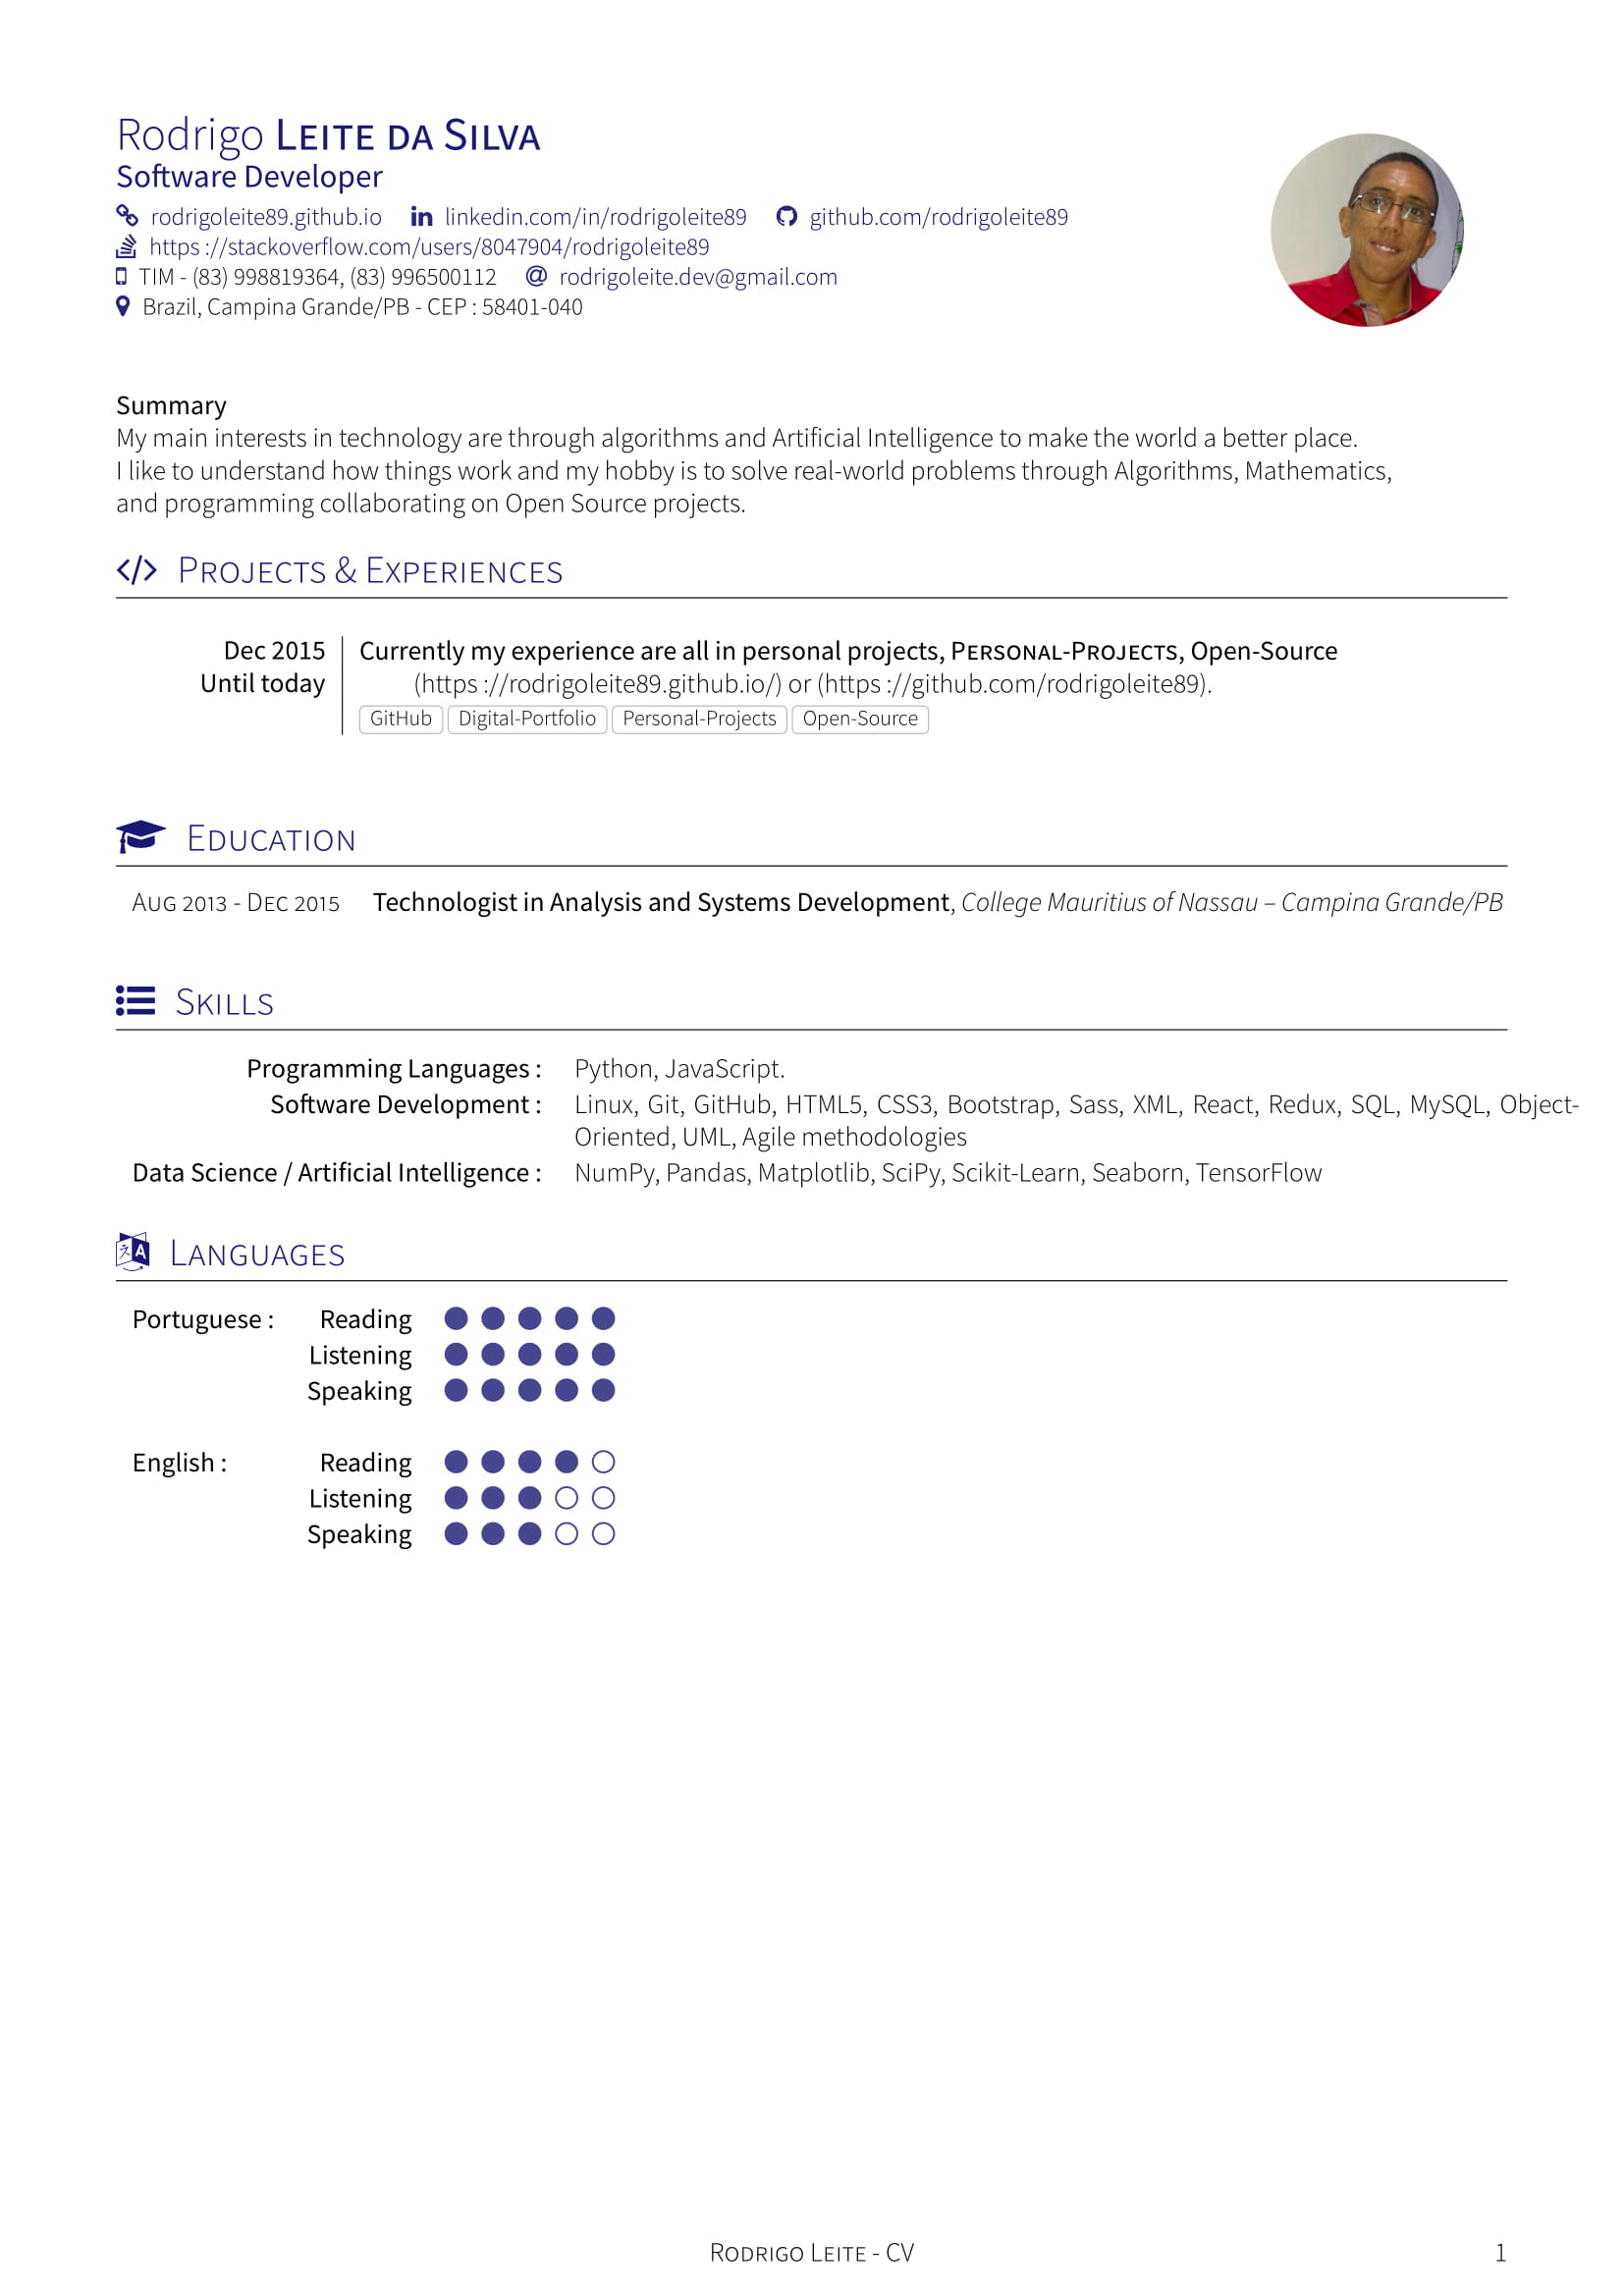 Rodrigo Leite da Silva
Software Developer
rodrigoleite89.github.io linkedin.com/in/rodrigoleite89 github.com/rodrigoleite89
https ://stackoverflow.com/users/8047904/rodrigoleite89
TIM - (83) 998819364, (83) 996500112 @ rodrigoleite.dev@gmail.com
Brazil, Campina Grande/PB - CEP : 58401-040
Summary
My main interests in technology are through algorithms and Artificial Intelligence to make the world a better place.
I like to understand how things work and my hobby is to solve real-world problems through Algorithms, Mathematics,
and programming collaborating on Open Source projects.
</> Projects & Experiences
Dec 2015 Currently my experience are all in personal projects, Personal-Projects, Open-Source
Until today (https ://rodrigoleite89.github.io/) or (https ://github.com/rodrigoleite89).
GitHub Digital-Portfolio Personal-Projects Open-Source
Education
Aug 2013 - Dec 2015 Technologist in Analysis and Systems Development, College Mauritius of Nassau – Campina Grande/PB
Skills
Programming Languages : Python, JavaScript.
Software Development : Linux, Git, GitHub, HTML5, CSS3, Bootstrap, Sass, XML, React, Redux, SQL, MySQL, Object-
Oriented, UML, Agile methodologies
Data Science / Artificial Intelligence : NumPy, Pandas, Matplotlib, SciPy, Scikit-Learn, Seaborn, TensorFlow
Languages
Portuguese : Reading
Listening
Speaking
English : Reading
Listening
Speaking
Rodrigo Leite - CV 1